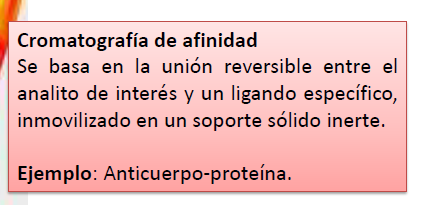 Cromatografía de afinidad
Se basa en la unión reversible entre el
analito de interés y un ligando específico,
inmovilizado en un soporte sólido inerte.
Ejemplo: Anticuerpo-proteína.